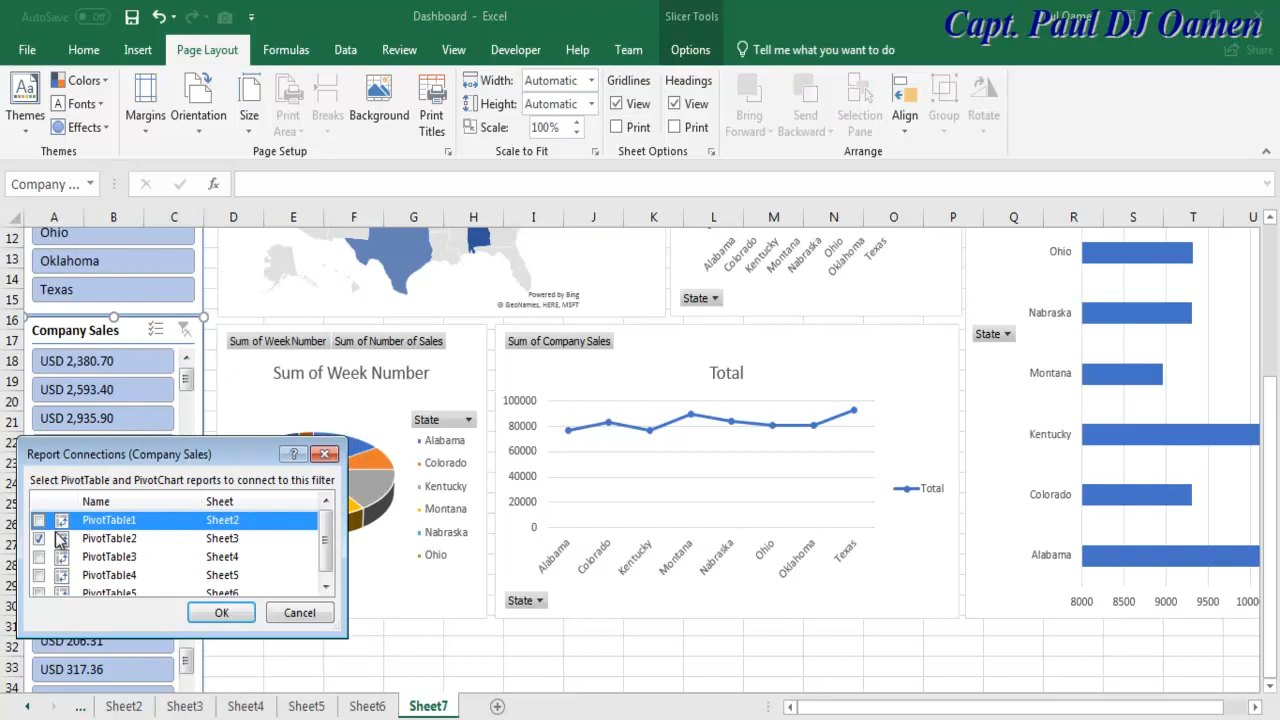 AutoSave Off
Dashboard - Excel
Slicer Tools
Capt. Paul DJ Oamen
File Home Insert Page Layout Formulas Data Review View Developer Help Team Options Tell me what you want to do Share
Themes
Colors
Fonts
Effects
Themes
Margins Orientation Size Print Area Breaks Background Print Titles
Page Setup
Width: Automatic
Height: Automatic
Scale: 100%
Scale to Fit
Gridlines Headings
View View
Print Print
Sheet Options
Bring Forward Send Backward Selection Pane Align Group Rotate
Arrange
Company ... fx
A B C D E F G H I J K L M N O P Q R S T U
12
13
14
15
16
17
18
19
20
21
22
23
24
25
26
27
28
29
30
31
32
33
34
Ohio
Oklahoma
Texas
Company Sales
USD 2,380.70
USD 2,593.40
USD 2,935.90
USD 206.31
USD 317.36
Powered by Bing
© GeoNames, HERE, MSFT
Alabama Colorado Kentucky Montana Nabraska Ohio Oklahoma Texas
State
Sum of Week Number Sum of Number of Sales
Sum of Week Number
State
Alabama
Colorado
Kentucky
Montana
Nabraska
Ohio
Sum of Company Sales
Total
100000
80000
60000
40000
20000
0
Total
Alabama Colorado Kentucky Montana Nabraska Ohio Oklahoma Texas
State
Ohio
Nabraska
State
Montana
Kentucky
Colorado
Alabama
8000 8500 9000 9500 1000
Report Connections (Company Sales)
Select PivotTable and PivotChart reports to connect to this filter
Name Sheet
PivotTable1 Sheet2
PivotTable2 Sheet3
PivotTable3 Sheet4
PivotTable4 Sheet5
PivotTable5 Sheet6
OK Cancel
... Sheet2 Sheet3 Sheet4 Sheet5 Sheet6 Sheet7